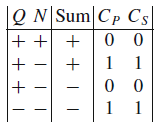 Q N Sum C_P C_S
+ + + 0 0
+ − + 1 1
+ − − 0 0
− − − 1 1